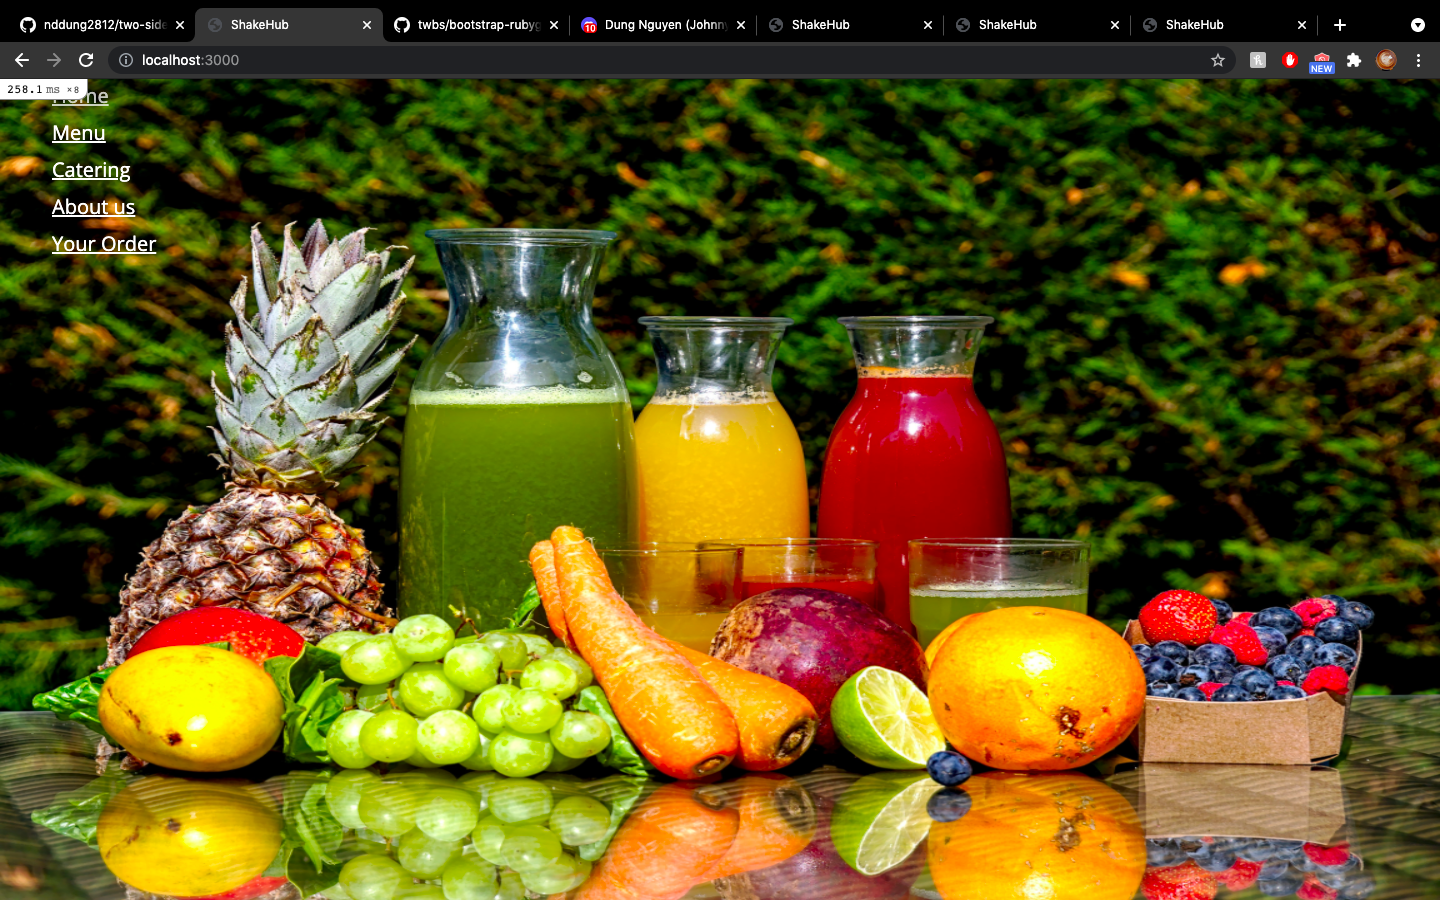 nddung2812/two-side
ShakeHub
twbs/bootstrap-rubyg
10
Dung Nguyen (Johnn
ShakeHub
ShakeHub
ShakeHub
localhost:3000
NEW
258.1 ms ×8
Home
Menu
Catering
About us
Your Order